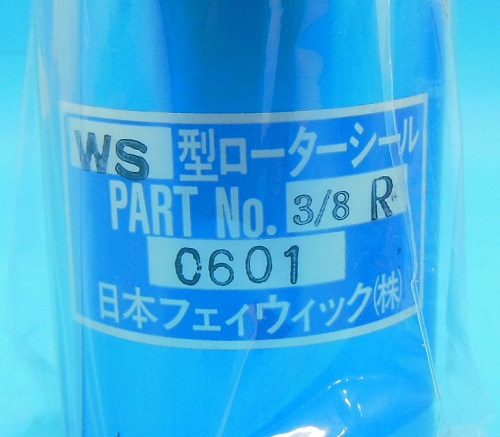 WS 型ローターシール
PART No. 3/8 R
0601
日本フェイウィック(株)